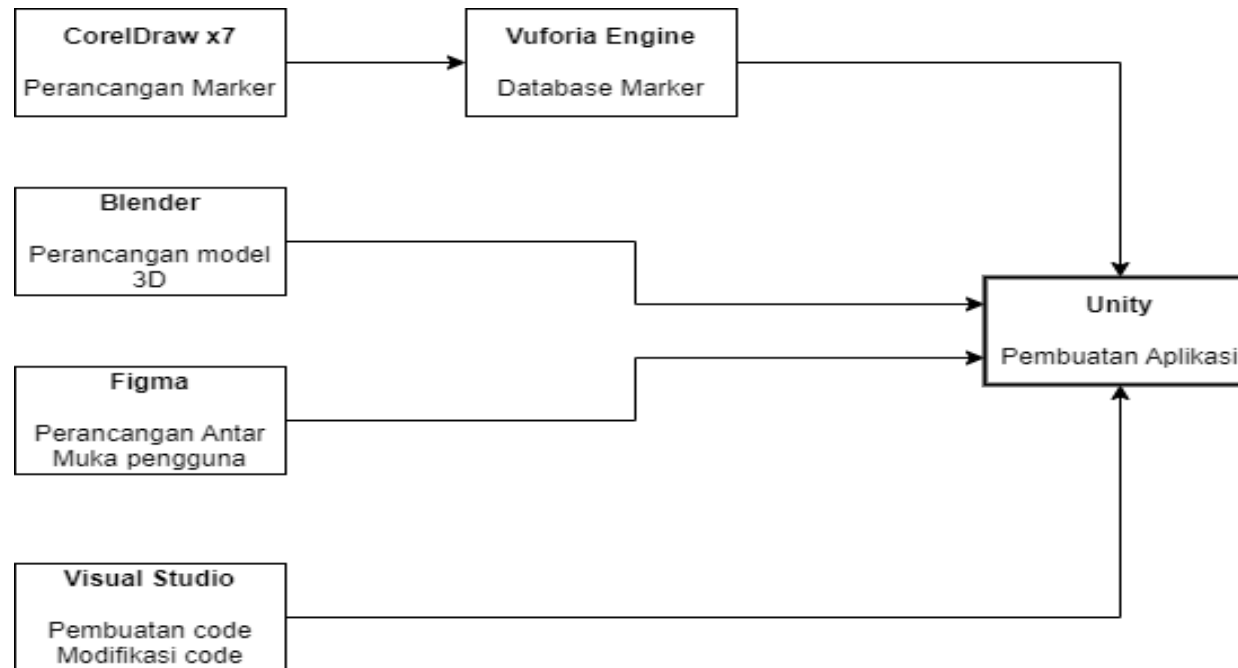 CorelDraw x7
Perancangan Marker
Vuforia Engine
Database Marker
Blender
Perancangan model
3D
Unity
Pembuatan Aplikasi
Figma
Perancangan Antar
Muka pengguna
Visual Studio
Pembuatan code
Modifikasi code